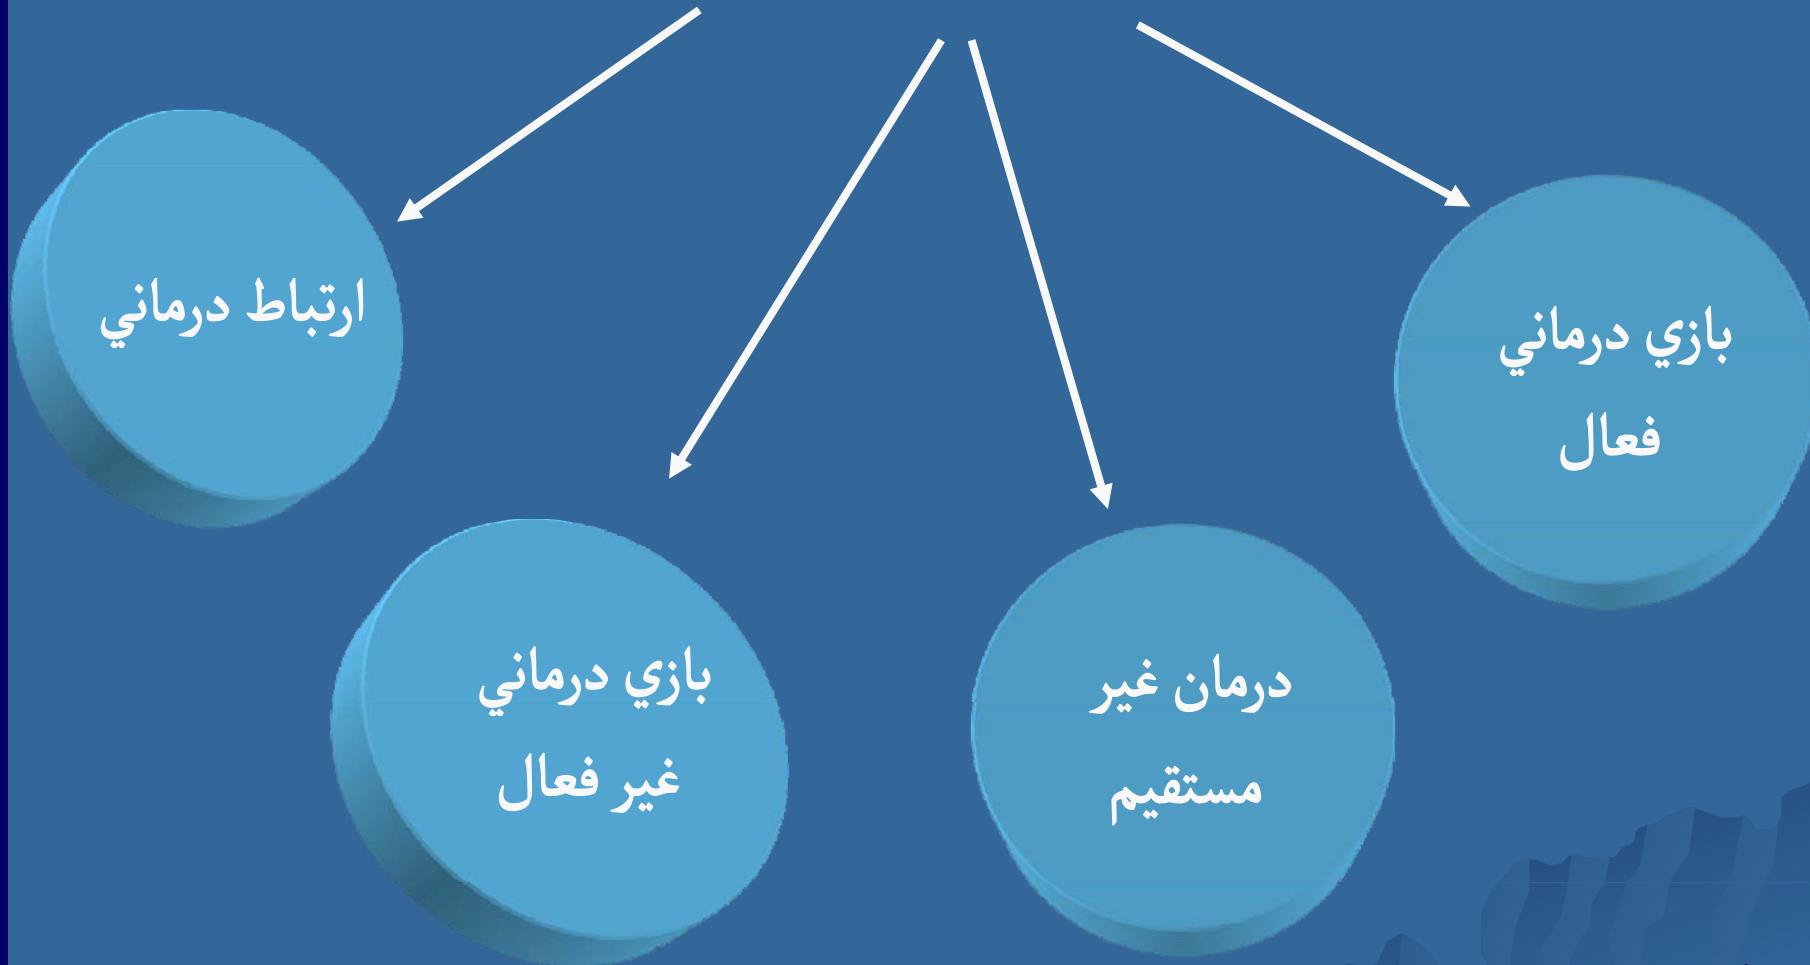 بازي درماني
فعال
درمان غير
مستقيم
بازي درماني
غير فعال
ارتباط درماني